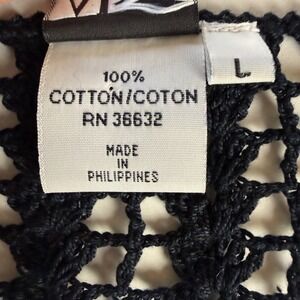 100%
COTTON/COTON
RN 36632
MADE
IN
PHILIPPINES
L